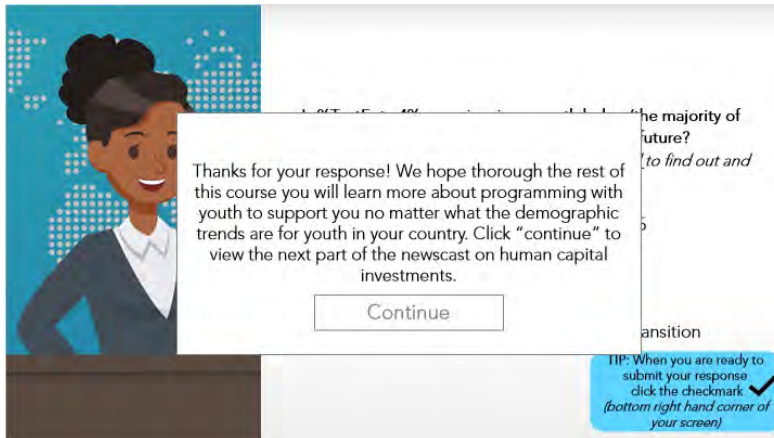 the majority of
future?
to find out and
Thanks for your response! We hope thorough the rest of
this course you will learn more about programming with
youth to support you no matter what the demographic
trends are for youth in your country. Click “continue” to
view the next part of the newscast on human capital
investments.
Continue
ansition
TIP: When you are ready to
submit your response
click the checkmark
(bottom right hand corner of
your screen)